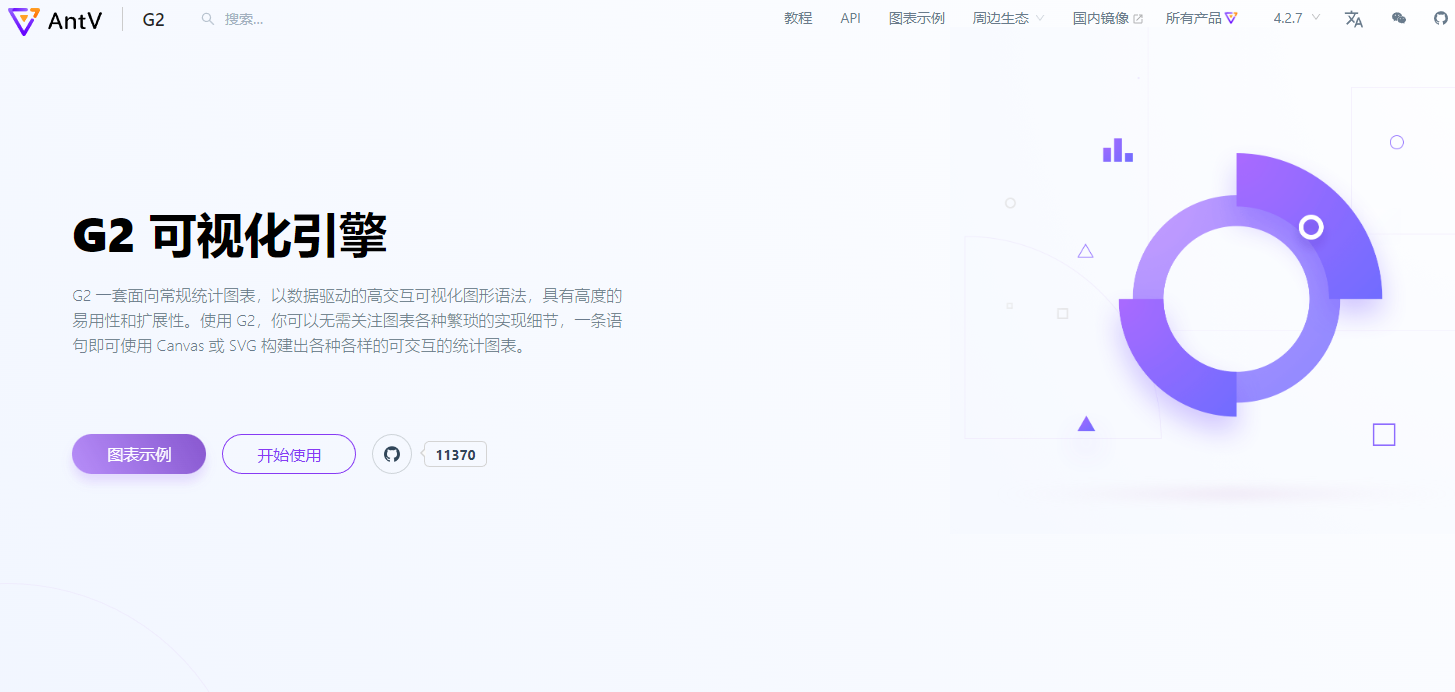 AntV G2 搜索... 教程 API 图表示例 周边生态 国内镜像 所有产品 4.2.7
G2 可视化引擎
G2 一套面向常规统计图表，以数据驱动的高交互可视化图形语法，具有高度的
易用性和扩展性。使用 G2，你可以无需关注图表各种繁琐的实现细节，一条语
句即可使用 Canvas 或 SVG 构建出各种各样的可交互的统计图表。
图表示例 开始使用 11370